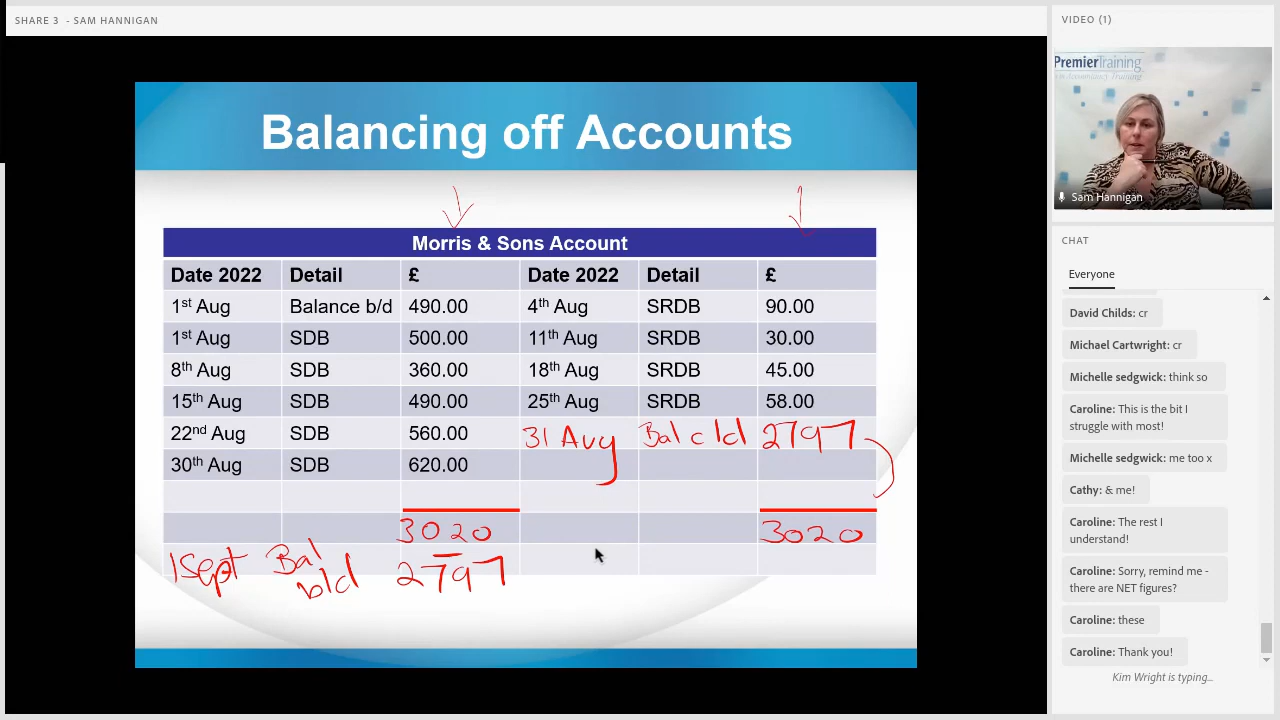 SHARE 3 - SAM HANNIGAN
Balancing off Accounts
Morris & Sons Account
Date 2022 Detail £ Date 2022 Detail £
1st Aug Balance b/d 490.00 4th Aug SRDB 90.00
1st Aug SDB 500.00 11th Aug SRDB 30.00
8th Aug SDB 360.00 18th Aug SRDB 45.00
15th Aug SDB 490.00 25th Aug SRDB 58.00
22nd Aug SDB 560.00 31 Aug Bal c/d 2797
30th Aug SDB 620.00
3020 3020
1Sept Bal b/d 2797
VIDEO (1)
PremierTraining
Accountancy Training
Sam Hannigan
CHAT
Everyone
David Childs: cr
Michael Cartwright: cr
Michelle sedgwick: think so
Caroline: This is the bit I
struggle with most!
Michelle sedgwick: me too x
Cathy: & me!
Caroline: The rest I
understand!
Caroline: Sorry, remind me -
there are NET figures?
Caroline: these
Caroline: Thank you!
Kim Wright is typing...